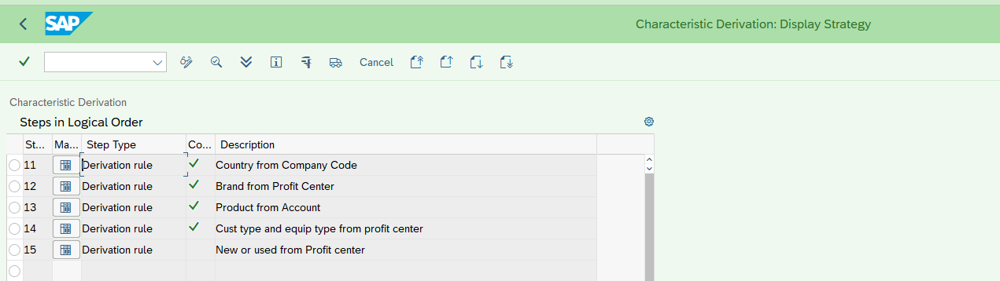 SAP
Characteristic Derivation: Display Strategy
Cancel
Characteristic Derivation
Steps in Logical Order
St... Ma... Step Type Co... Description
11 Derivation rule Country from Company Code
12 Derivation rule Brand from Profit Center
13 Derivation rule Product from Account
14 Derivation rule Cust type and equip type from profit center
15 Derivation rule New or used from Profit center